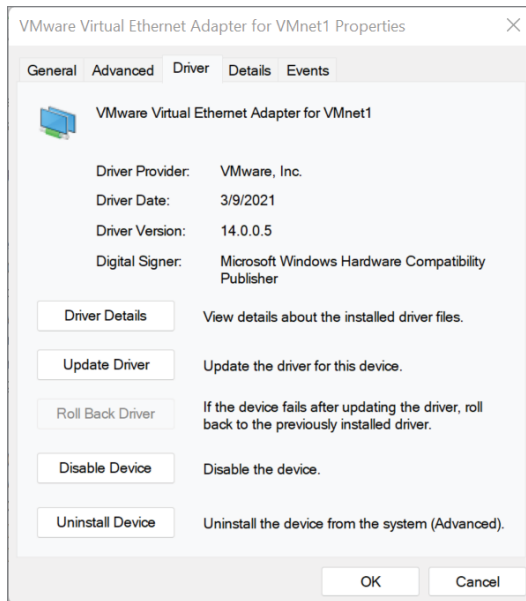 VMware Virtual Ethernet Adapter for VMnet1 Properties
General Advanced Driver Details Events
VMware Virtual Ethernet Adapter for VMnet1
Driver Provider: VMware, Inc.
Driver Date: 3/9/2021
Driver Version: 14.0.0.5
Digital Signer: Microsoft Windows Hardware Compatibility
Publisher
Driver Details View details about the installed driver files.
Update Driver Update the driver for this device.
Roll Back Driver If the device fails after updating the driver, roll
back to the previously installed driver.
Disable Device Disable the device.
Uninstall Device Uninstall the device from the system (Advanced).
OK Cancel